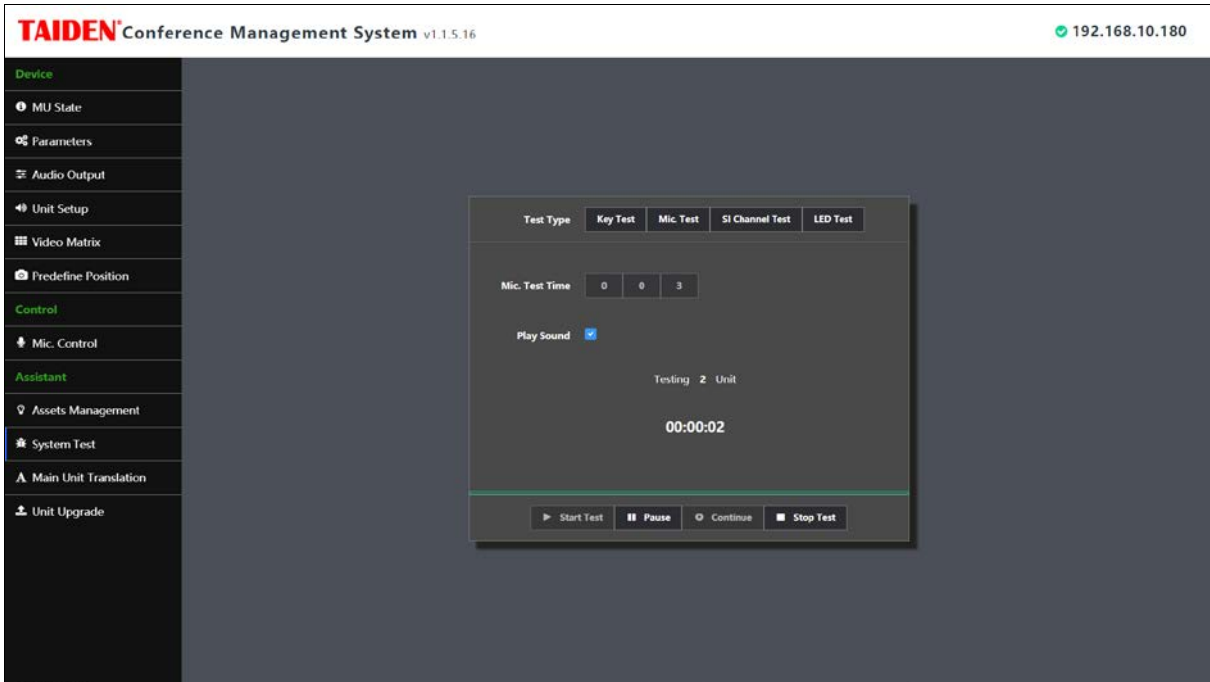 TAIDEN Conference Management System v1.1.5.16
192.168.10.180
Device
MU State
Parameters
Audio Output
Unit Setup
Video Matrix
Predefine Position
Control
Mic. Control
Assistant
Assets Management
System Test
Main Unit Translation
Unit Upgrade
Test Type Key Test Mic. Test SI Channel Test LED Test
Mic. Test Time 0 0 3
Play Sound
Testing 2 Unit
00:00:02
Start Test Pause Continue Stop Test